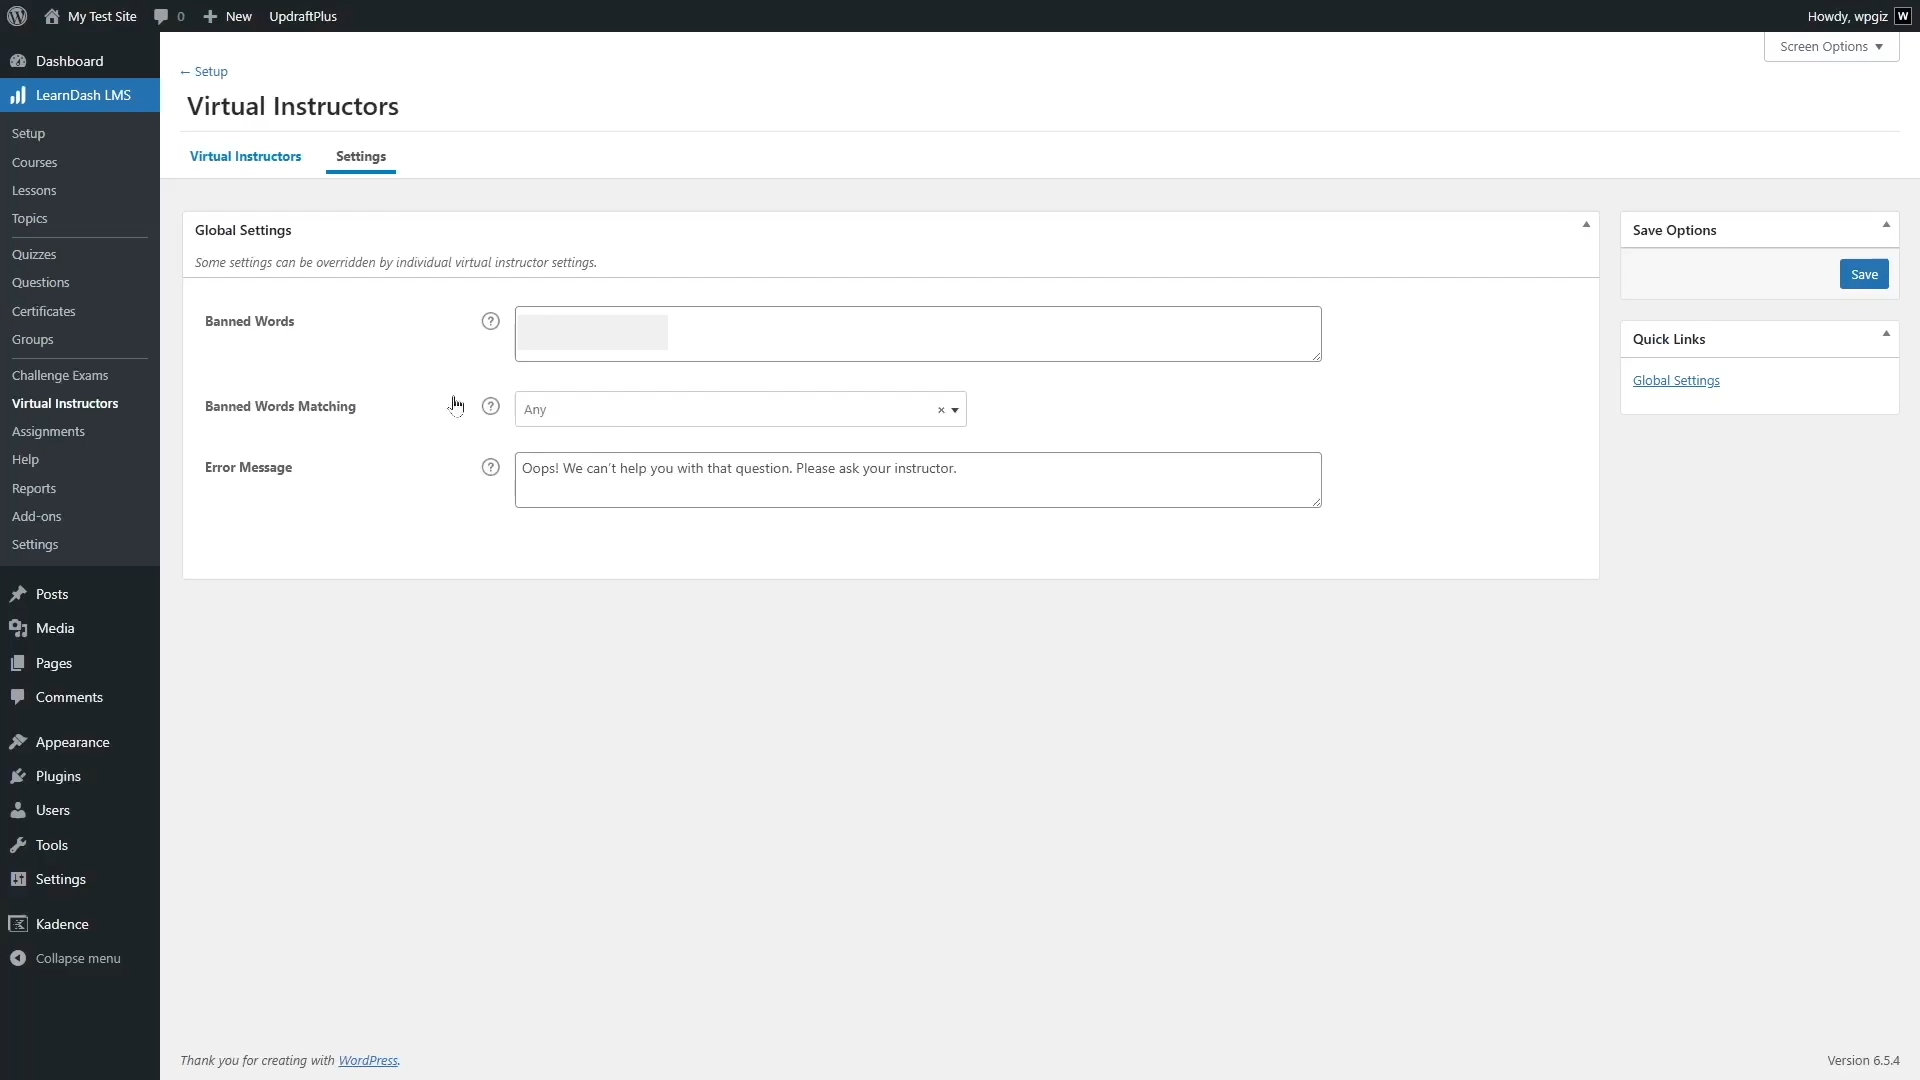 My Test Site
0
New
UpdraftPlus
Howdy, wpgiz
W
Screen Options
Dashboard
LearnDash LMS
Setup
Courses
Lessons
Topics
Quizzes
Questions
Certificates
Groups
Challenge Exams
Virtual Instructors
Assignments
Help
Reports
Add-ons
Settings
Posts
Media
Pages
Comments
Appearance
Plugins
Users
Tools
Settings
Kadence
Collapse menu
← Setup
Virtual Instructors
Virtual Instructors
Settings
Global Settings
Some settings can be overridden by individual virtual instructor settings.
Banned Words
?
Banned Words Matching
?
Any
×
Error Message
?
Oops! We can't help you with that question. Please ask your instructor.
Save Options
Save
Quick Links
Global Settings
Thank you for creating with WordPress.
Version 6.5.4